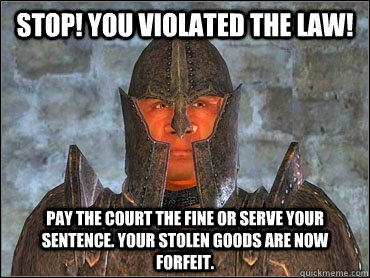 STOP! YOU VIOLATED THE LAW!
PAY THE COURT THE FINE OR SERVE YOUR
SENTENCE. YOUR STOLEN GOODS ARE NOW
FORFEIT.
quickmeme.com